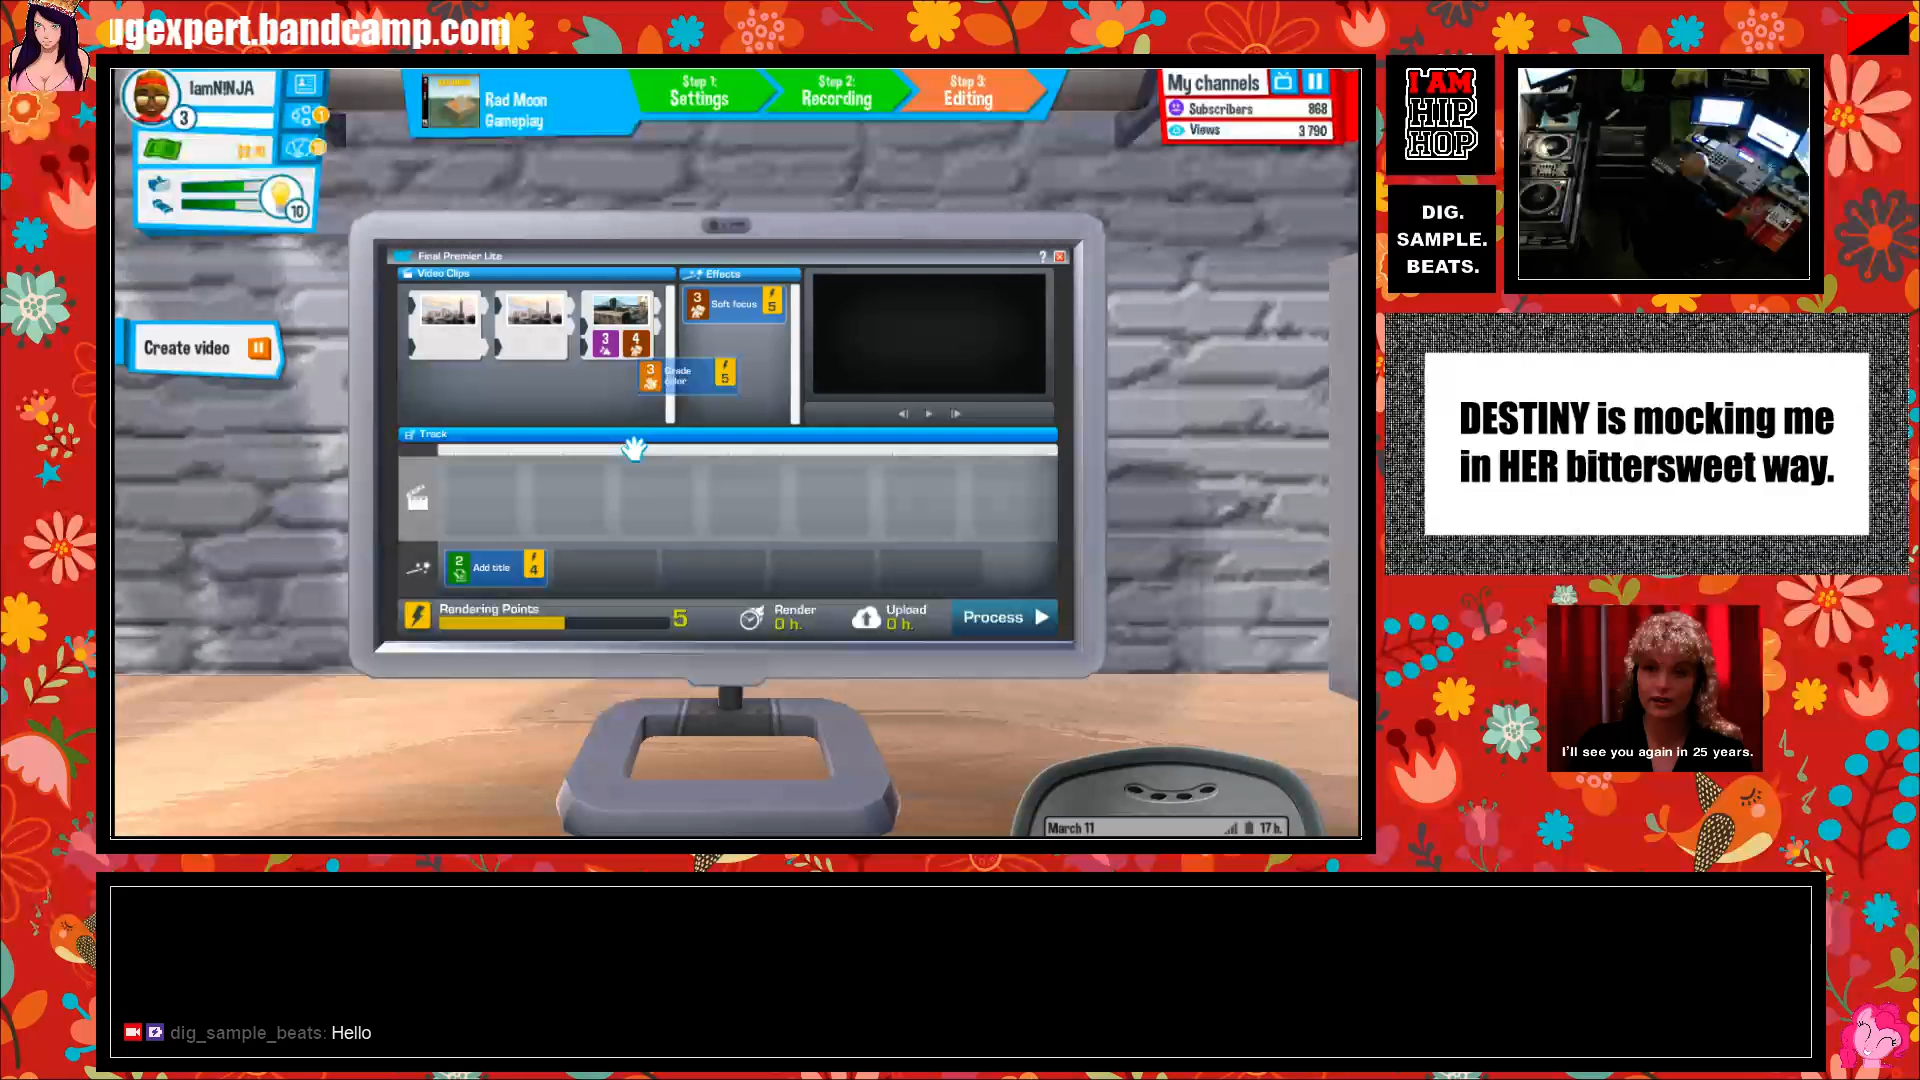 ugexpert.bandcamp.com
IamN!NJA
3
10
Rad Moon
Gameplay
Step 1:
Settings
Step 2:
Recording
Step 3:
Editing
My channels
Subscribers 868
Views 3 790
I AM
HIP
HOP
DIG.
SAMPLE.
BEATS.
Create video
Final Premier Lite
?
Video Clips
Effects
3 Soft focus 5
3 4
3 Grade color 5
Track
2 Add title 4
Rendering Points
5
Render
0 h.
Upload
0 h.
Process
DESTINY is mocking me
in HER bittersweet way.
I'll see you again in 25 years.
March 11
17 h.
dig_sample_beats: Hello